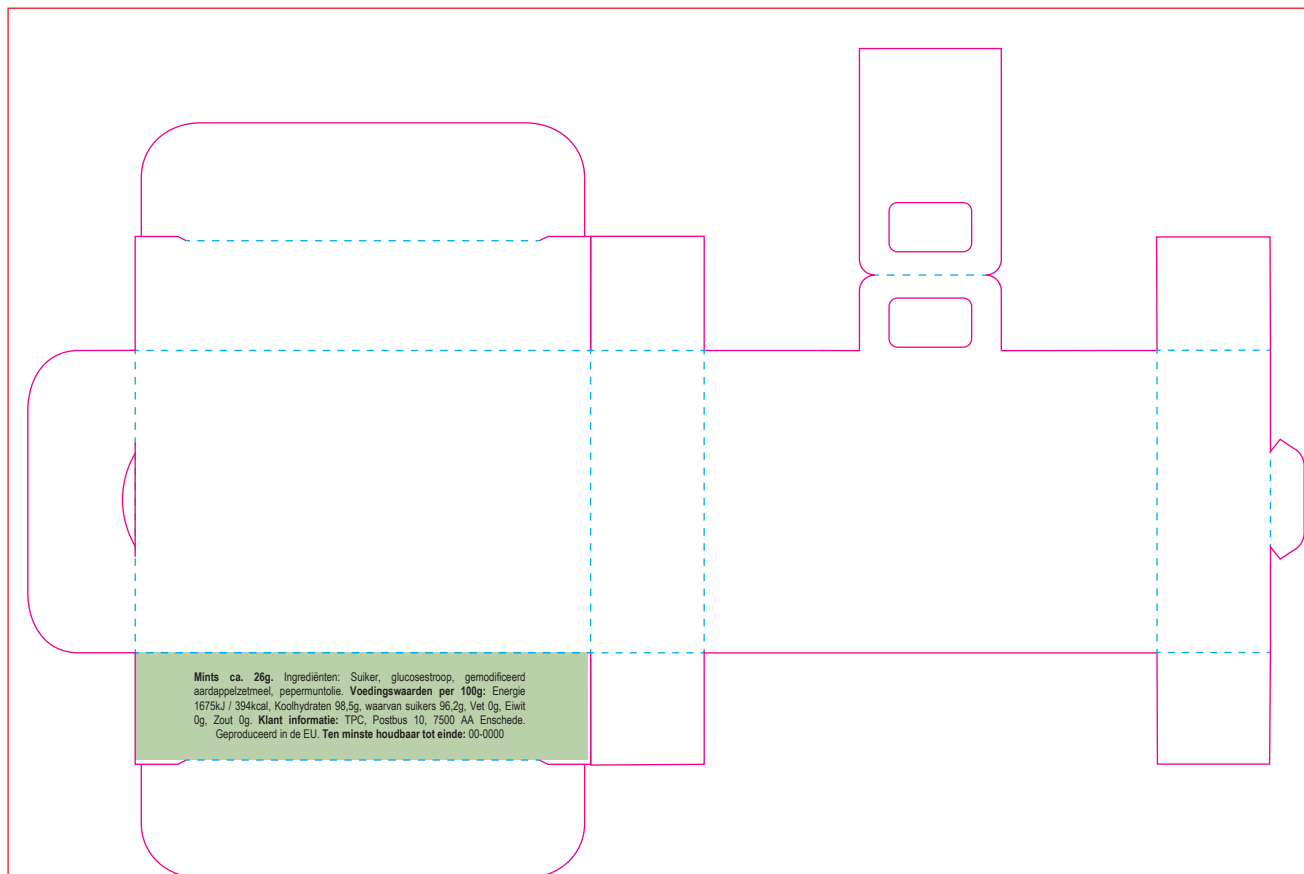 Mints ca. 26g. Ingrediënten: Suiker, glucosestroop, gemodificeerd
aardappelzetmeel, pepermuntolie. Voedingswaarden per 100g: Energie
1675kJ / 394kcal, Koolhydraten 98,5g, waarvan suikers 96,2g, Vet 0g, Eiwit
0g, Zout 0g. Klant informatie: TPC, Postbus 10, 7500 AA Enschede.
Geproduceerd in de EU. Ten minste houdbaar tot einde: 00-0000